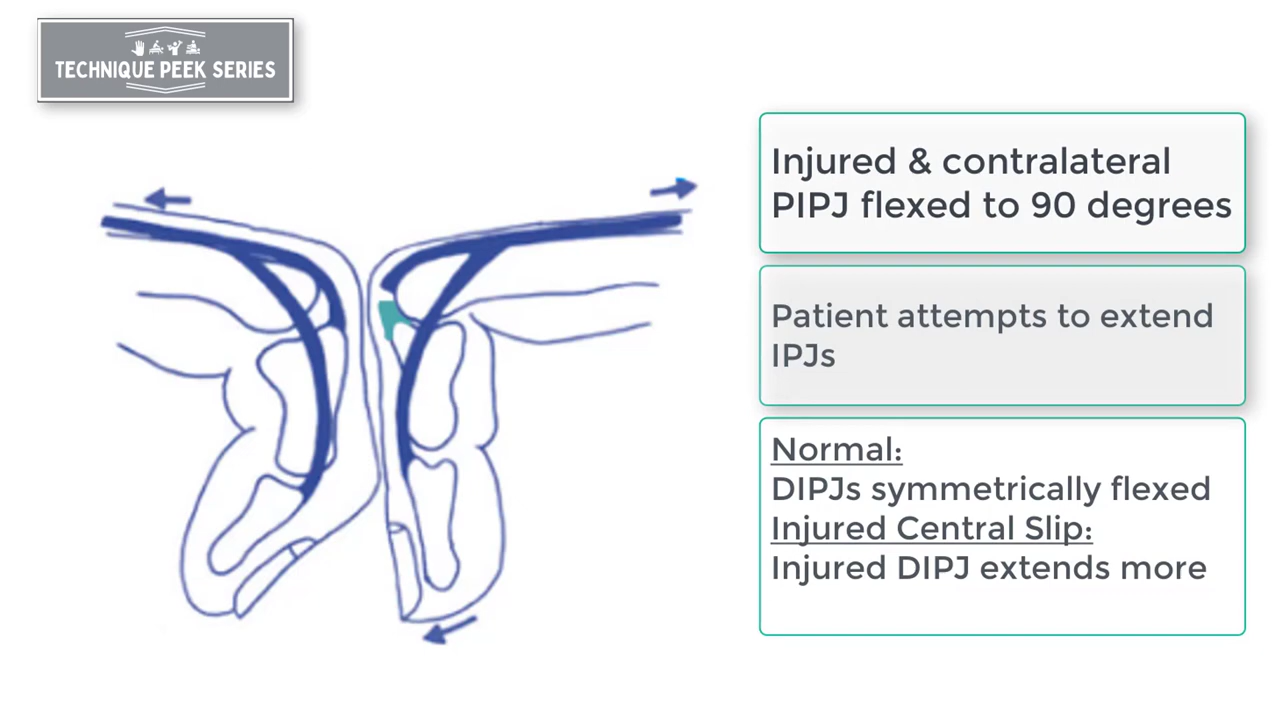 TECHNIQUE PEEK SERIES
Injured & contralateral
PIPJ flexed to 90 degrees
Patient attempts to extend
IPJs
Normal:
DIPJs symmetrically flexed
Injured Central Slip:
Injured DIPJ extends more